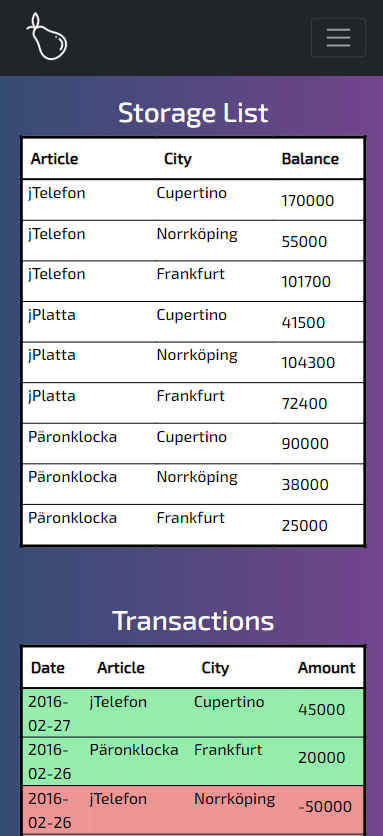 Storage List
Article City Balance
jTelefon Cupertino 170000
jTelefon Norrköping 55000
jTelefon Frankfurt 101700
jPlatta Cupertino 41500
jPlatta Norrköping 104300
jPlatta Frankfurt 72400
Päronklocka Cupertino 90000
Päronklocka Norrköping 38000
Päronklocka Frankfurt 25000
Transactions
Date Article City Amount
2016-02-27 jTelefon Cupertino 45000
2016-02-26 Päronklocka Frankfurt 20000
2016-02-26 jTelefon Norrköping -50000